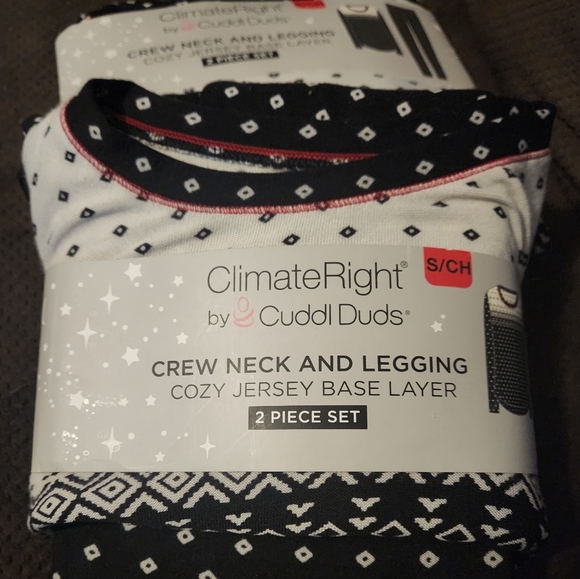 ClimateRight
by Cuddl Duds®
CREW NECK AND LEGGING
COZY JERSEY BASE LAYER
2 PIECE SET
ClimateRight®
S/CH
by Cuddl Duds®
CREW NECK AND LEGGING
COZY JERSEY BASE LAYER
2 PIECE SET